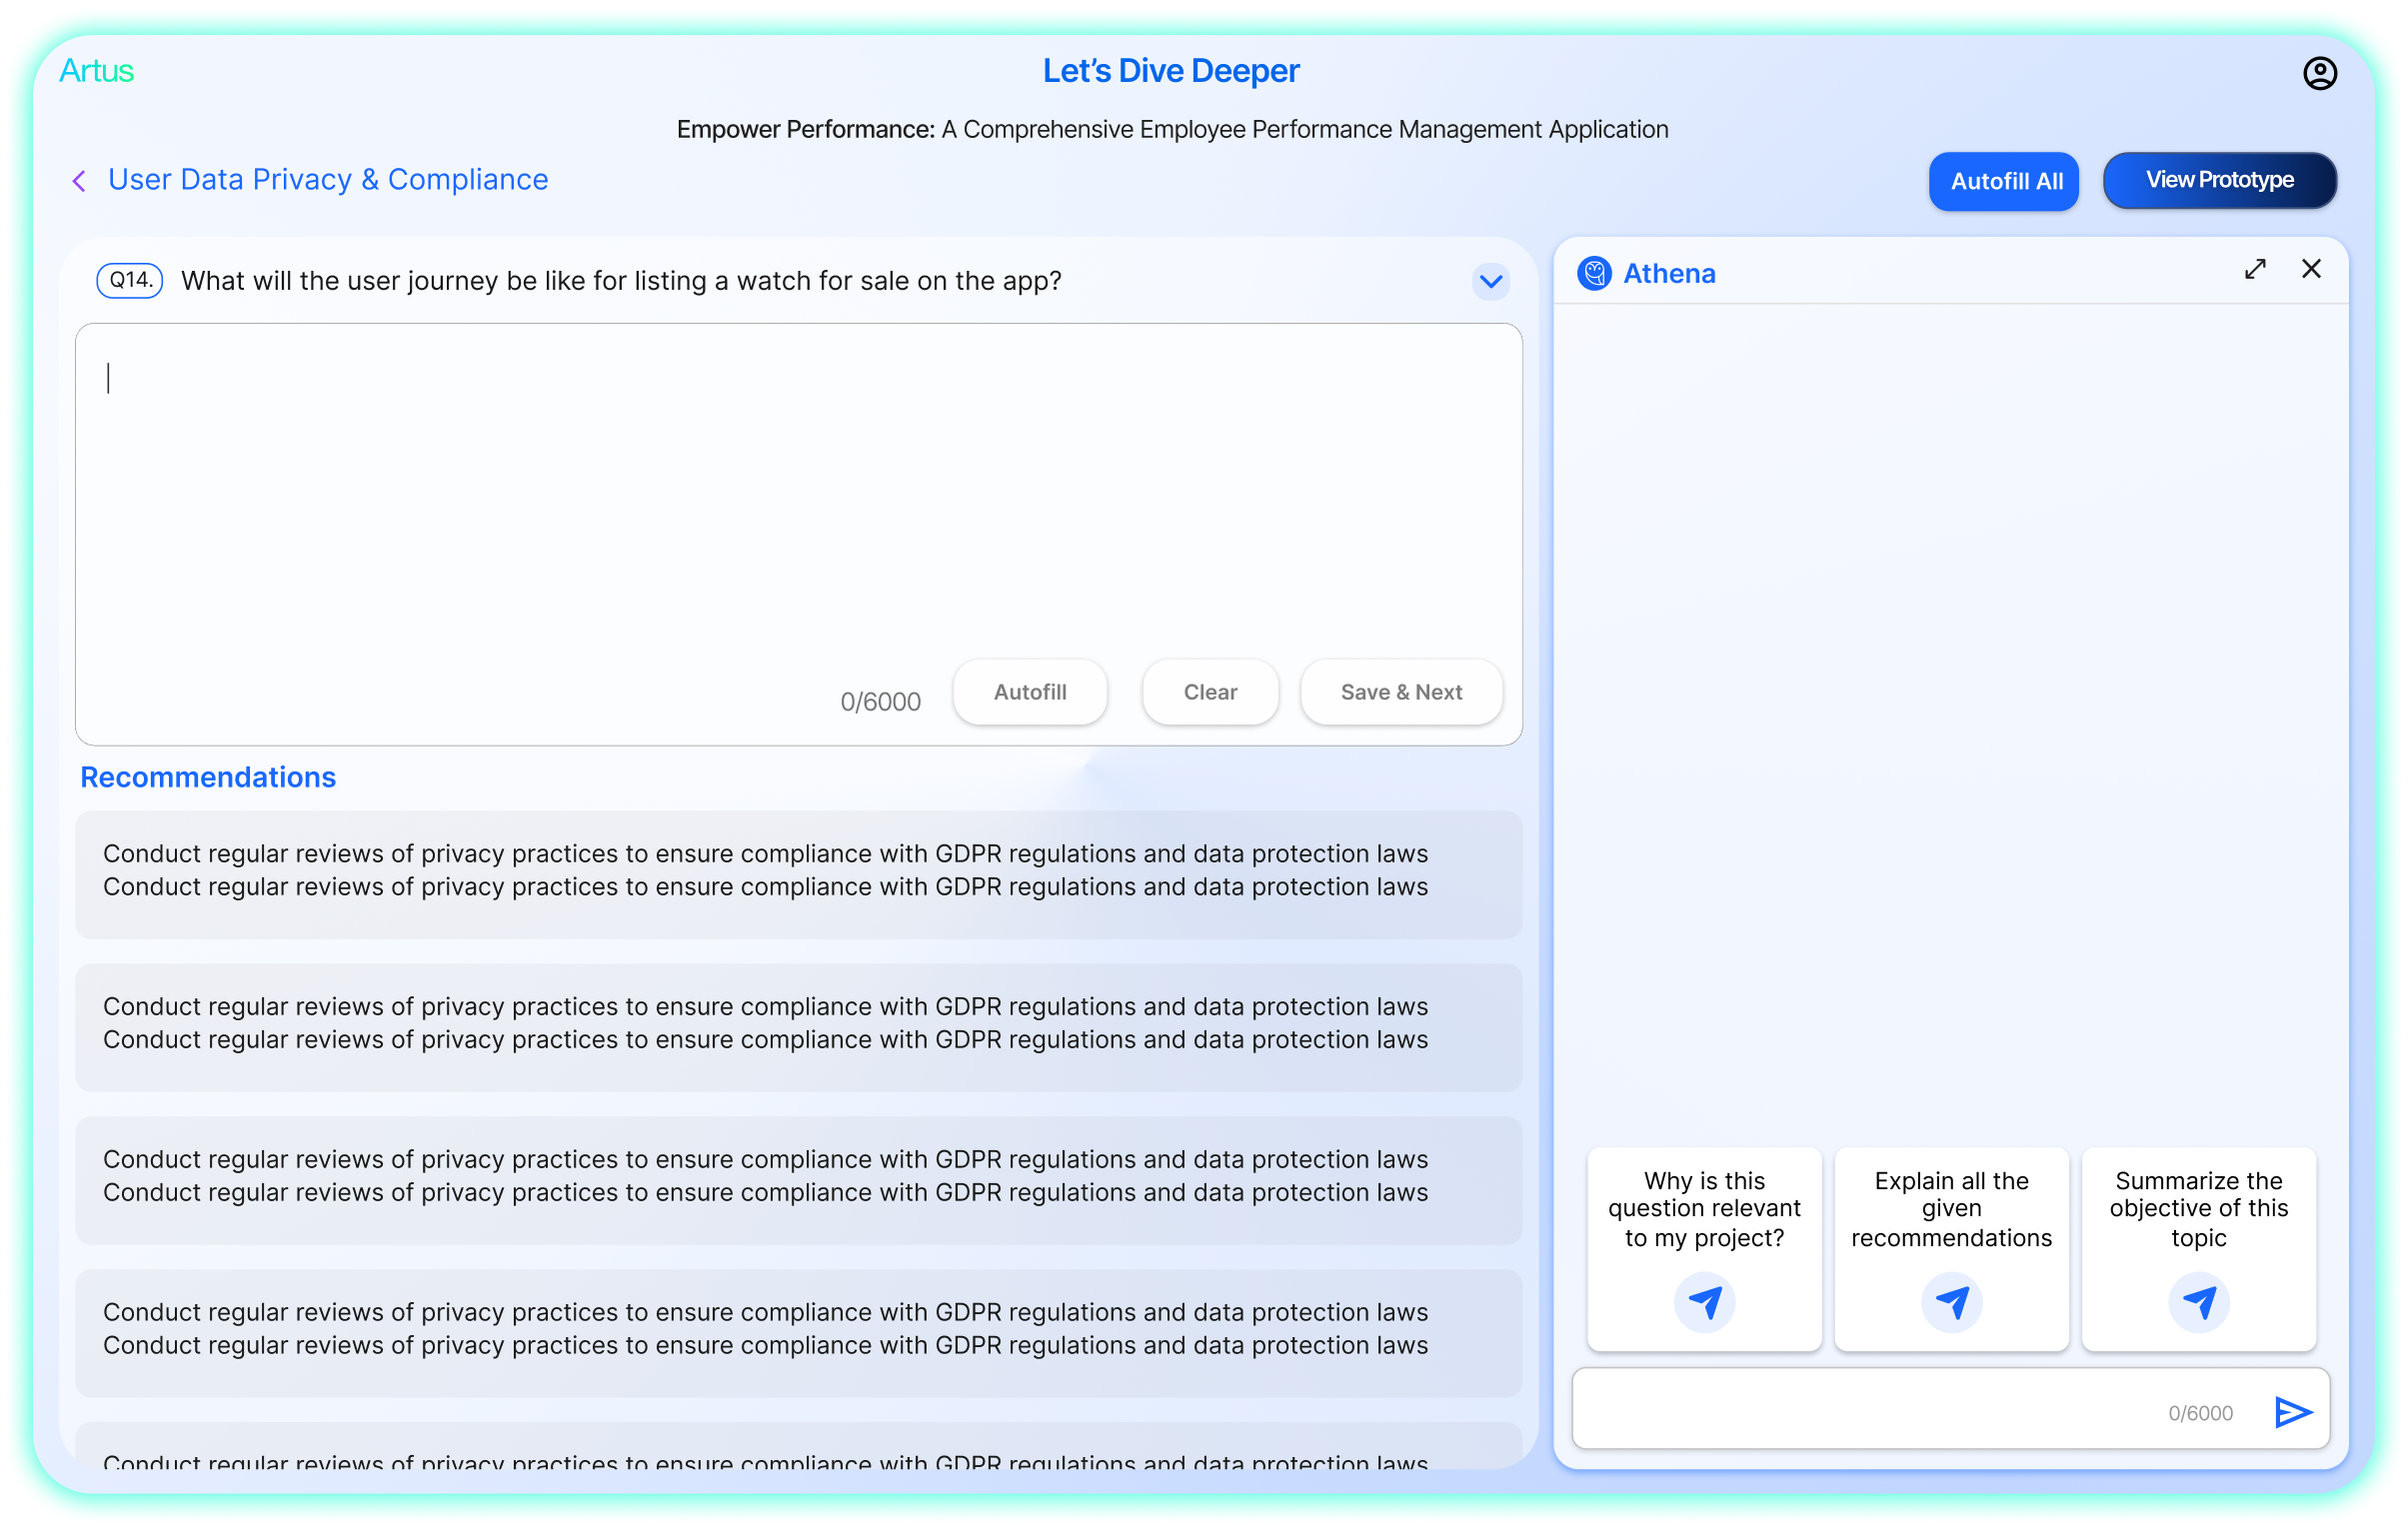 Artus
Let's Dive Deeper
Empower Performance: A Comprehensive Employee Performance Management Application
User Data Privacy & Compliance
Autofill All
View Prototype
Q14. What will the user journey be like for listing a watch for sale on the app?
0/6000
Autofill
Clear
Save & Next
Recommendations
Conduct regular reviews of privacy practices to ensure compliance with GDPR regulations and data protection laws
Conduct regular reviews of privacy practices to ensure compliance with GDPR regulations and data protection laws
Conduct regular reviews of privacy practices to ensure compliance with GDPR regulations and data protection laws
Conduct regular reviews of privacy practices to ensure compliance with GDPR regulations and data protection laws
Conduct regular reviews of privacy practices to ensure compliance with GDPR regulations and data protection laws
Conduct regular reviews of privacy practices to ensure compliance with GDPR regulations and data protection laws
Conduct regular reviews of privacy practices to ensure compliance with GDPR regulations and data protection laws
Conduct regular reviews of privacy practices to ensure compliance with GDPR regulations and data protection laws
Conduct regular reviews of privacy practices to ensure compliance with GDPR regulations and data protection laws
Athena
Why is this
question relevant
to my project?
Explain all the
given
recommendations
Summarize the
objective of this
topic
0/6000